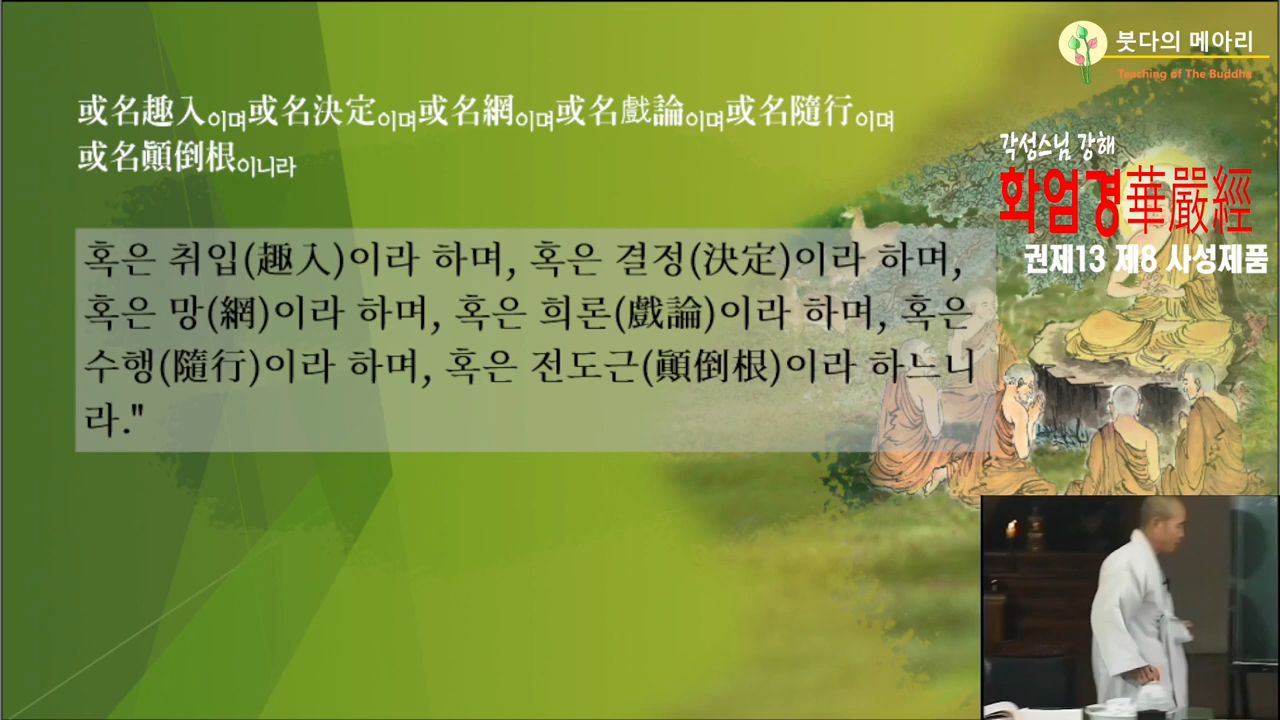 붓다의 메아리
Teaching of The Buddha
或名趣入이며或名決定이며或名網이며或名戲論이며或名隨行이며
或名顚倒根이니라
각성스님 강해
화엄경華嚴經
권제13 제8 사성제품
혹은 취입(趣入)이라 하며, 혹은 결정(決定)이라 하며,
혹은 망(網)이라 하며, 혹은 희론(戲論)이라 하며, 혹은
수행(隨行)이라 하며, 혹은 전도근(顚倒根)이라 하느니
라."